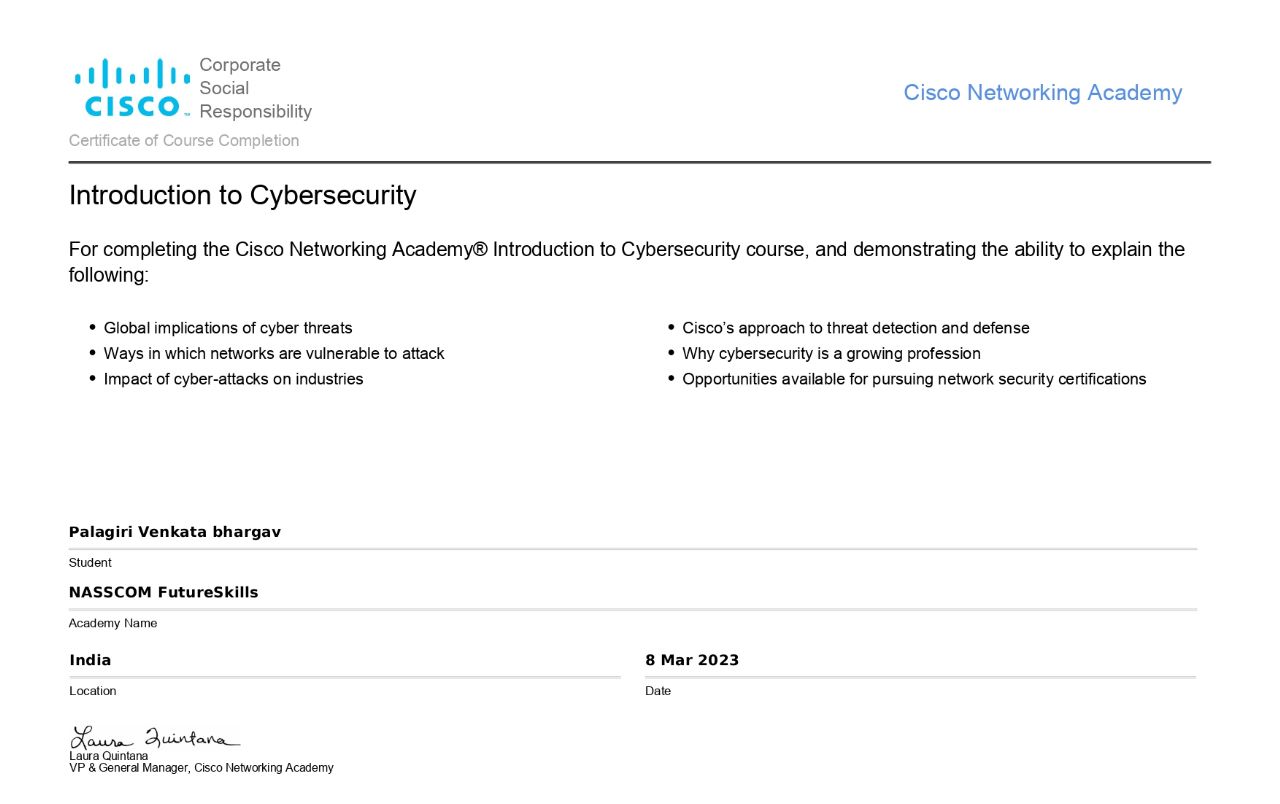 Corporate
Social
Responsibility
CISCO™
Cisco Networking Academy
Certificate of Course Completion
Introduction to Cybersecurity
For completing the Cisco Networking Academy® Introduction to Cybersecurity course, and demonstrating the ability to explain the
following:
• Global implications of cyber threats
• Ways in which networks are vulnerable to attack
• Impact of cyber-attacks on industries
• Cisco’s approach to threat detection and defense
• Why cybersecurity is a growing profession
• Opportunities available for pursuing network security certifications
Palagiri Venkata bhargav
Student
NASSCOM FutureSkills
Academy Name
India
Location
8 Mar 2023
Date
Laura Quintana
Laura Quintana
VP & General Manager, Cisco Networking Academy